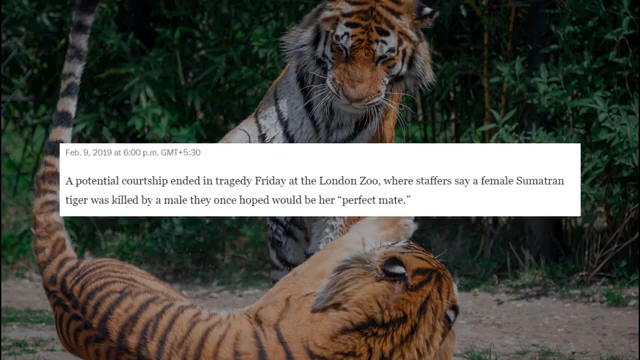 Feb. 9, 2019 at 6:00 p.m. GMT+5:30
A potential courtship ended in tragedy Friday at the London Zoo, where staffers say a female Sumatran
tiger was killed by a male they once hoped would be her “perfect mate.”